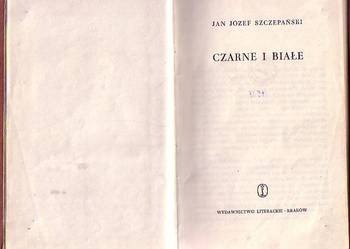 JAN JÓZEF SZCZEPAŃSKI
CZARNE I BIAŁE
WYDAWNICTWO LITERACKIE · KRAKÓW